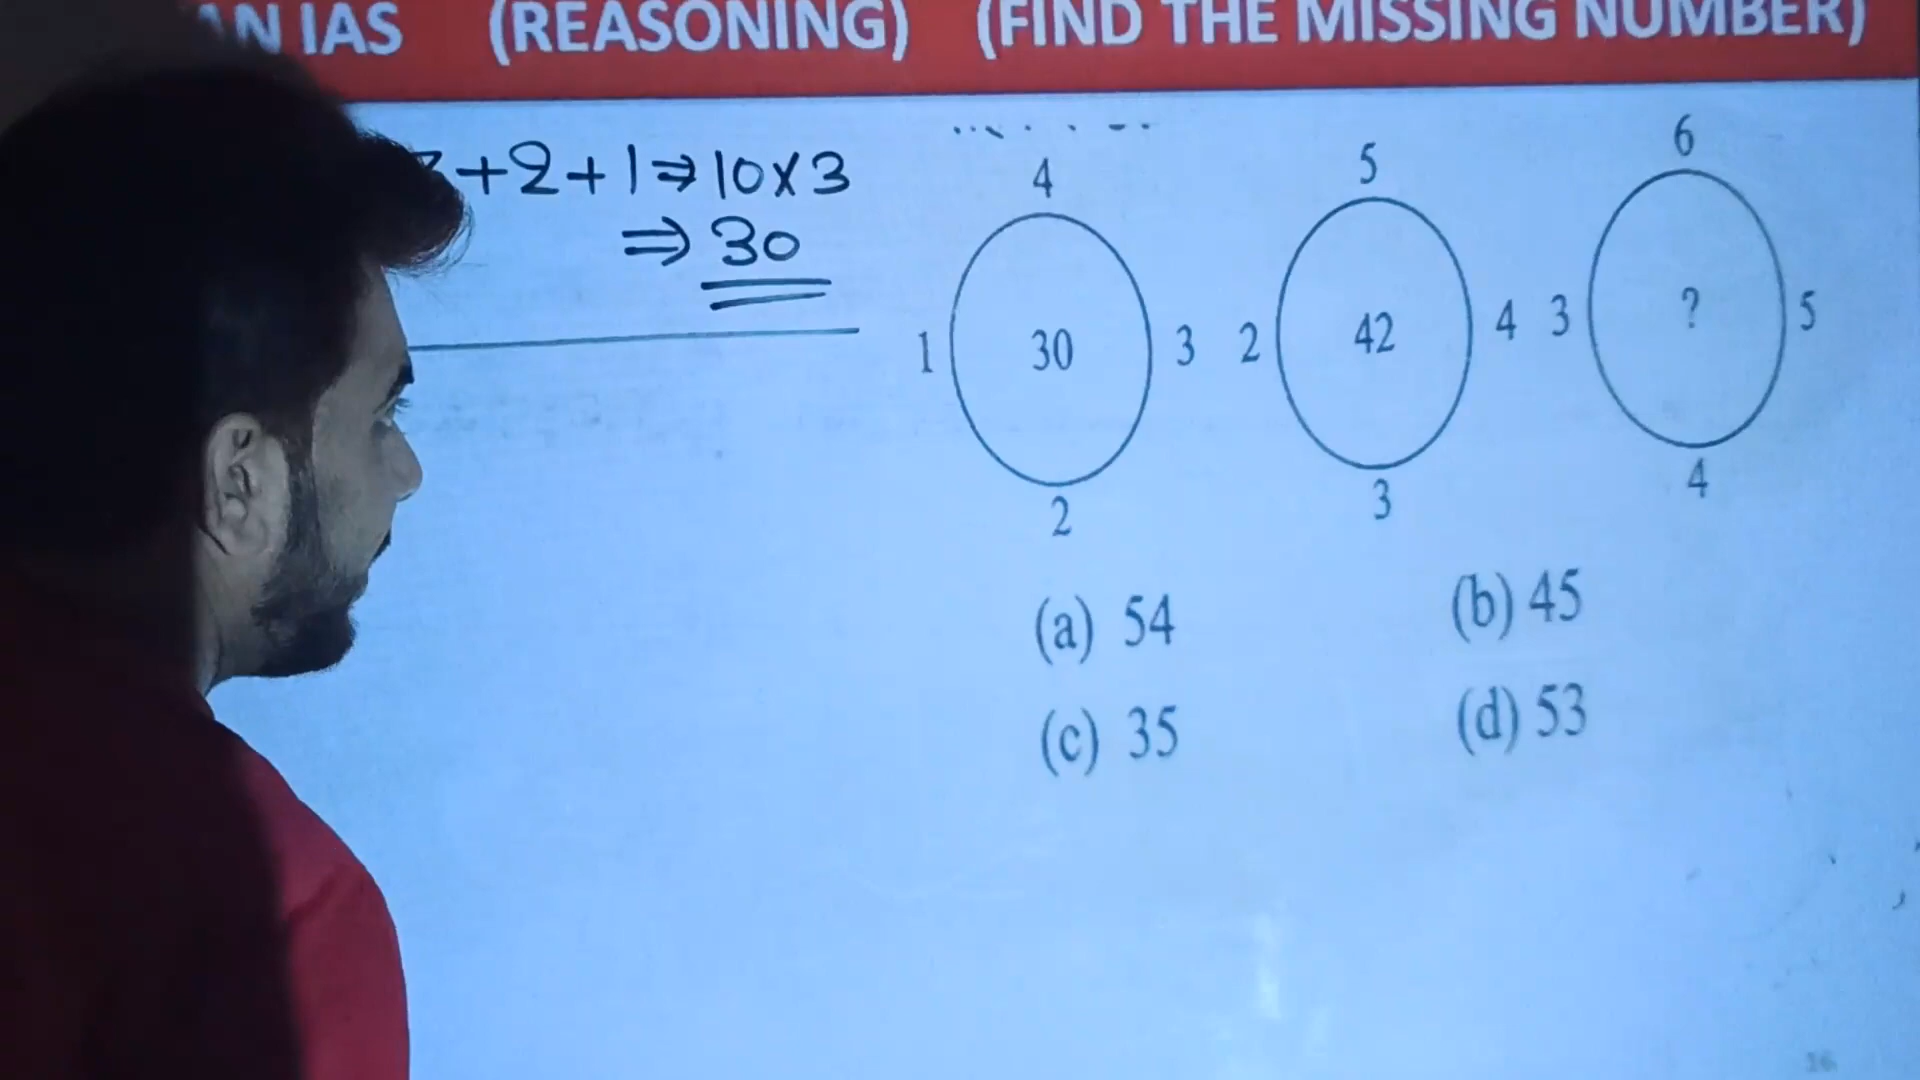 IAS (REASONING) (FIND THE MISSING NUMBER)
+2+1⇒10×3
⇒30
4
1 30 3
2
5
2 42 4
3
6
3 ? 5
4
(a) 54 (b) 45
(c) 35 (d) 53
16